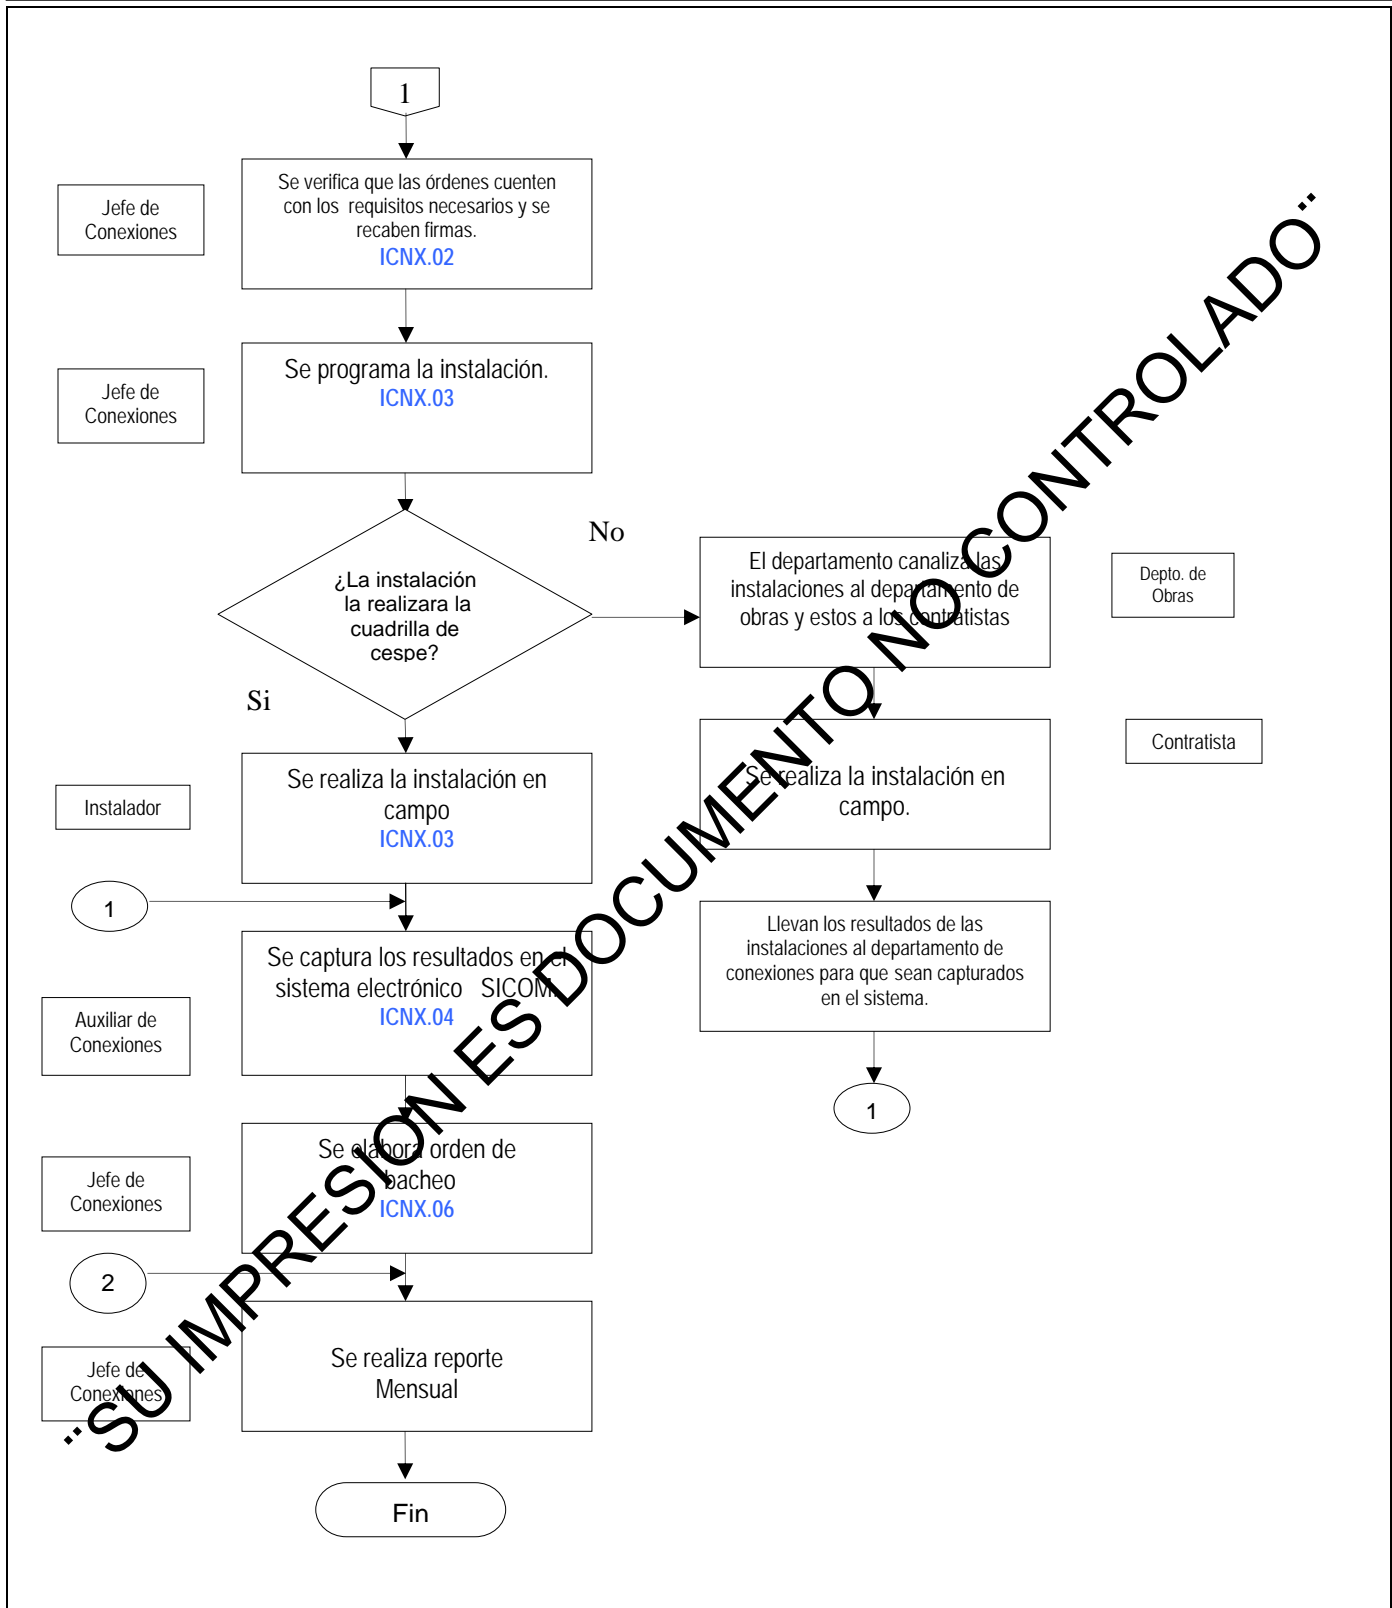 1
Jefe de
Conexiones
Se verifica que las órdenes cuenten
con los requisitos necesarios y se
recaben firmas.
ICNX.02
Jefe de
Conexiones
Se programa la instalación.
ICNX.03
¿La instalación
la realizara la
cuadrilla de
cespe?
No
Si
El departamento canaliza las
instalaciones al departamento de
obras y estos a los contratistas
Depto. de
Obras
Se realiza la instalación en
campo.
Contratista
Llevan los resultados de las
instalaciones al departamento de
conexiones para que sean capturados
en el sistema.
1
Instalador
Se realiza la instalación en
campo
ICNX.03
1
Auxiliar de
Conexiones
Se captura los resultados en el
sistema electrónico SICOM.
ICNX.04
Jefe de
Conexiones
Se elabora orden de
bacheo
ICNX.06
2
Jefe de
Conexiones
Se realiza reporte
Mensual
Fin
¨SU IMPRESION ES DOCUMENTO NO CONTROLADO¨